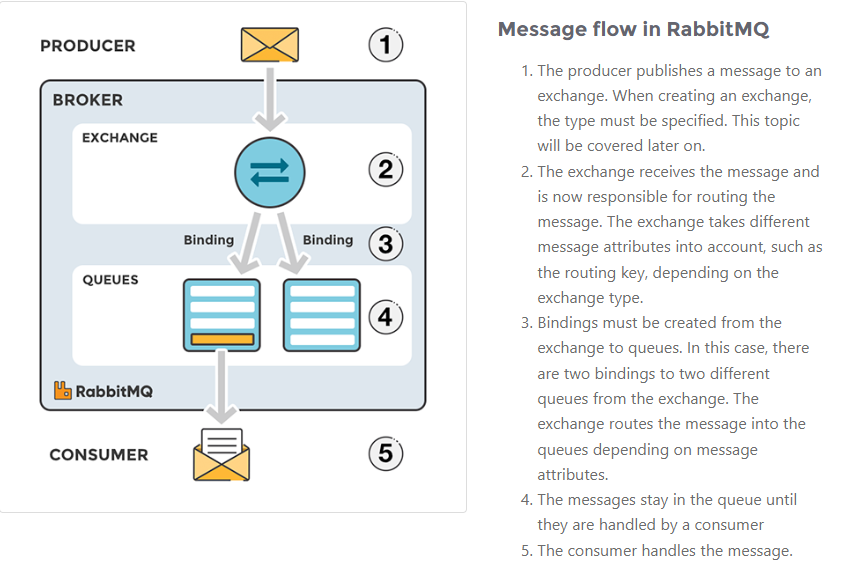 PRODUCER
1
BROKER
EXCHANGE
2
Binding
Binding
3
QUEUES
4
RabbitMQ
CONSUMER
5
Message flow in RabbitMQ
1. The producer publishes a message to an
exchange. When creating an exchange,
the type must be specified. This topic
will be covered later on.
2. The exchange receives the message and
is now responsible for routing the
message. The exchange takes different
message attributes into account, such as
the routing key, depending on the
exchange type.
3. Bindings must be created from the
exchange to queues. In this case, there
are two bindings to two different
queues from the exchange. The
exchange routes the message into the
queues depending on message
attributes.
4. The messages stay in the queue until
they are handled by a consumer
5. The consumer handles the message.